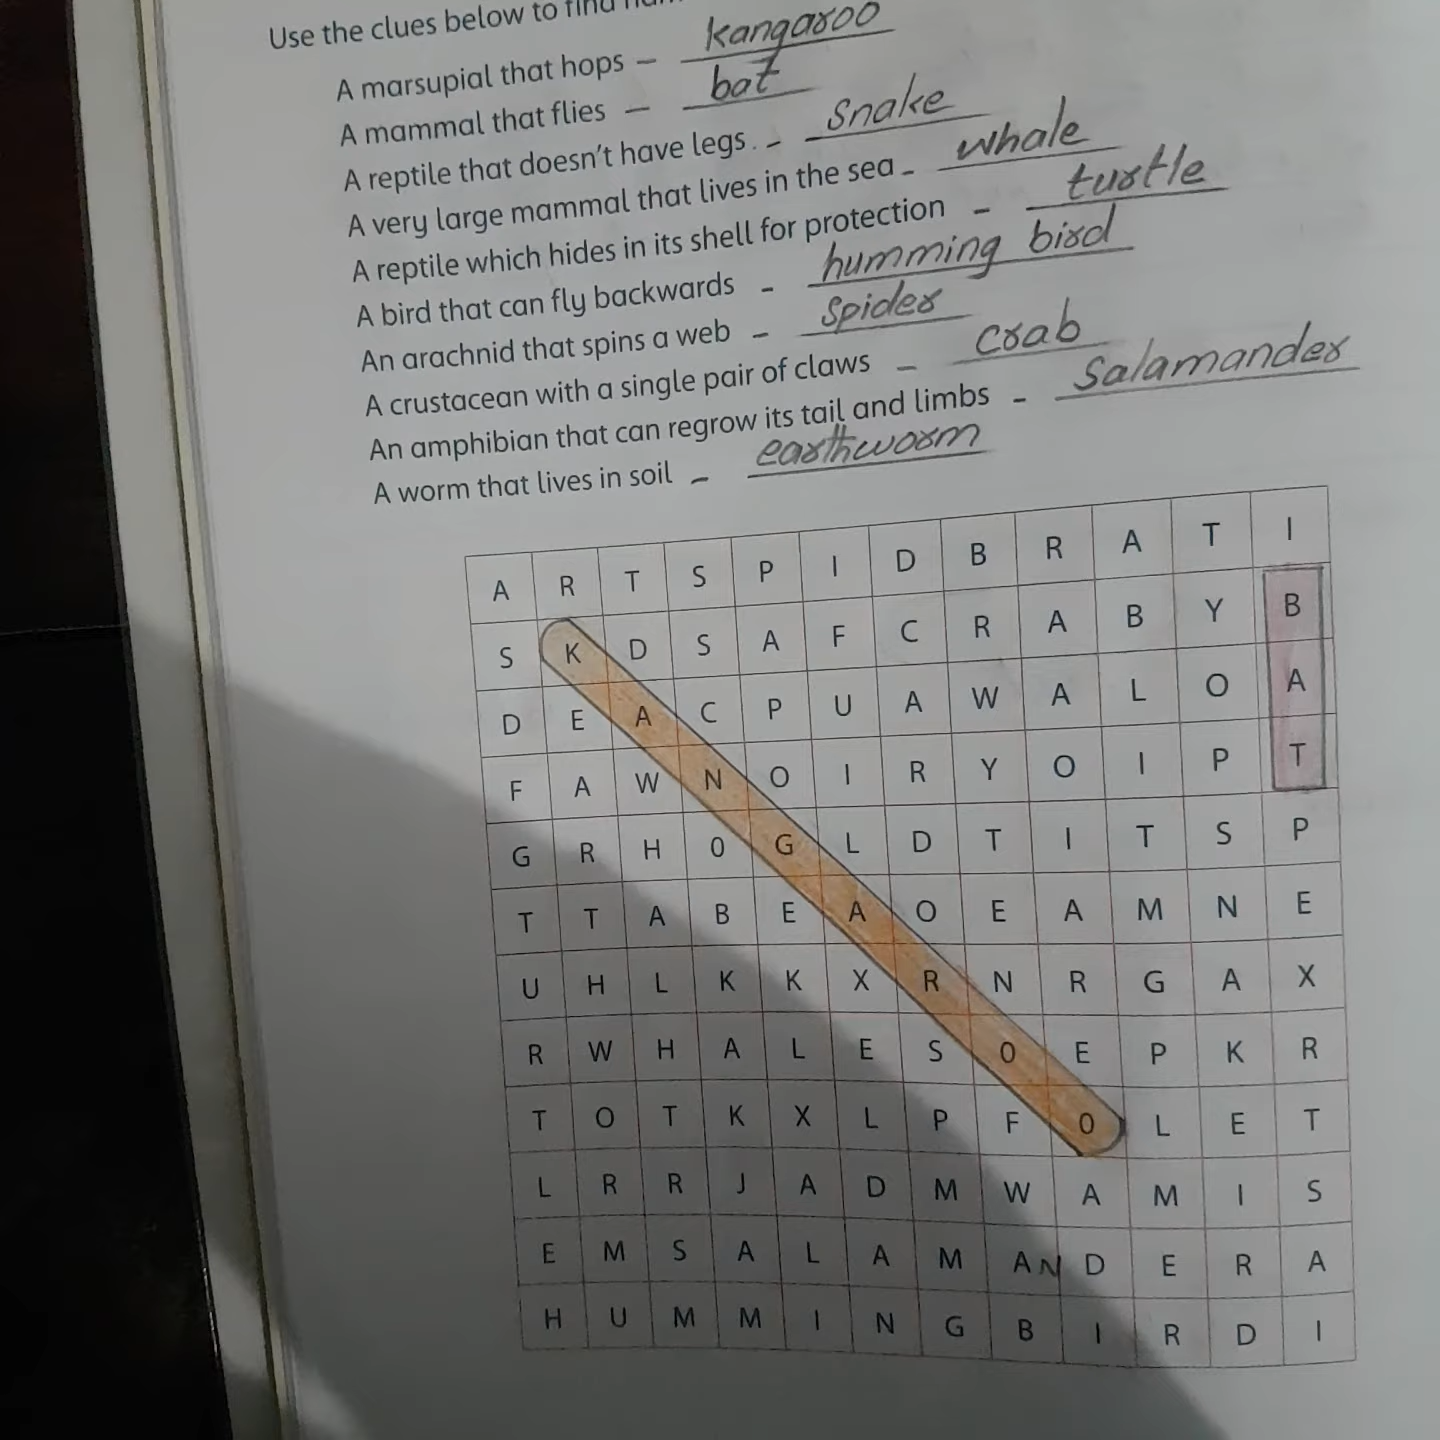 Use the clues below to find
A marsupial that hops – kangaroo
A mammal that flies – bat
A reptile that doesn't have legs. – snake
A very large mammal that lives in the sea – whale
A reptile which hides in its shell for protection – turtle
A bird that can fly backwards – humming bird
An arachnid that spins a web – spider
A crustacean with a single pair of claws – crab
An amphibian that can regrow its tail and limbs – salamander
A worm that lives in soil – earthworm
A R T S P I D B R A T I
S K D S A F C R A B Y B
D E A C P U A W A L O A
F A W N O I R Y O I P T
G R H O G L D T I T S P
T T A B E A O E A M N E
U H L K K X R N R G A X
R W H A L E S O E P K R
T O T K X L P F O L E T
L R R J A D M W A M I S
E M S A L A M A N D E R A
H U M M I N G B I R D I